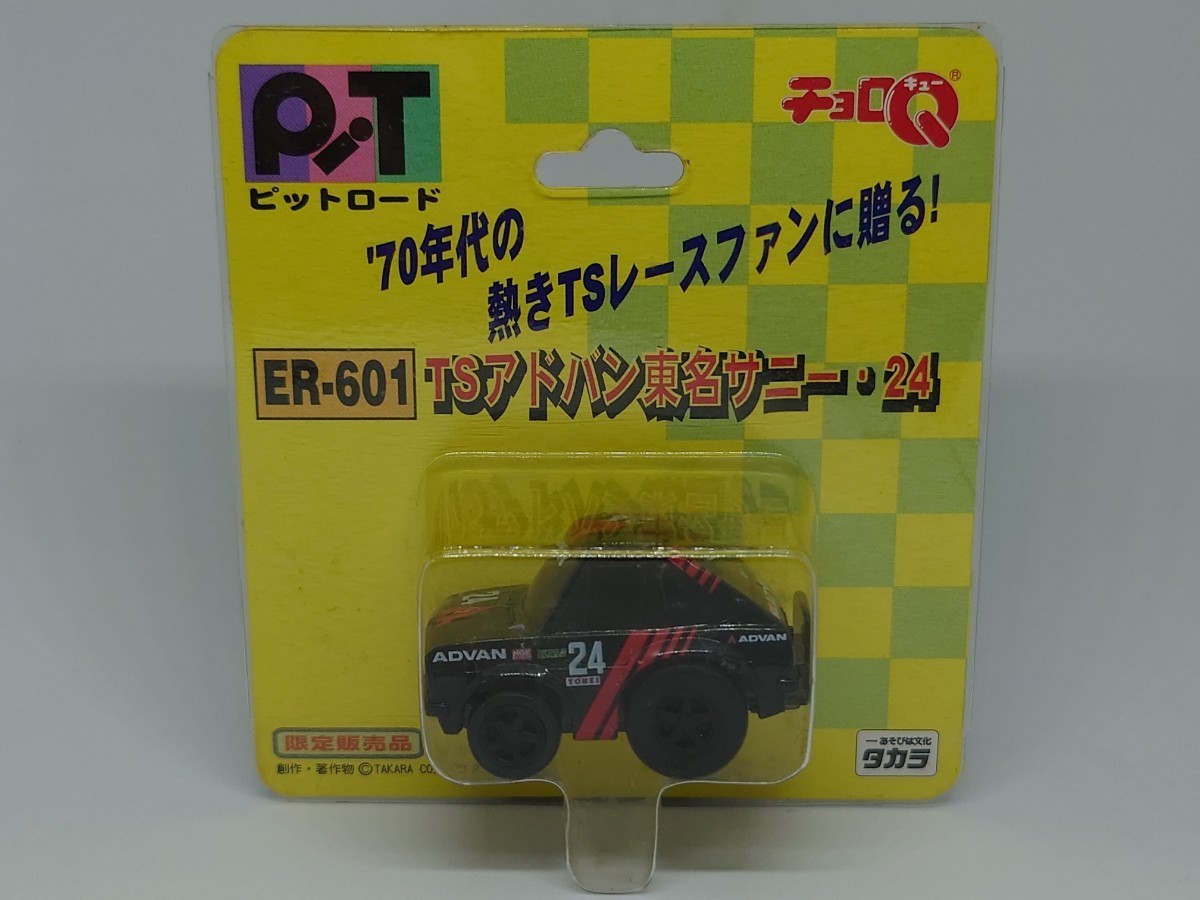 PiT
ピットロード
チョロQ
キュー
®
'70年代の
熱きTSレースファンに贈る!
ER-601
TSアドバン東名サニー・24
24
ADVAN
NGK
24
TOMEI
ADVAN
限定販売品
創作・著作物 ©TAKARA CO.,
あそびは文化
タカラ